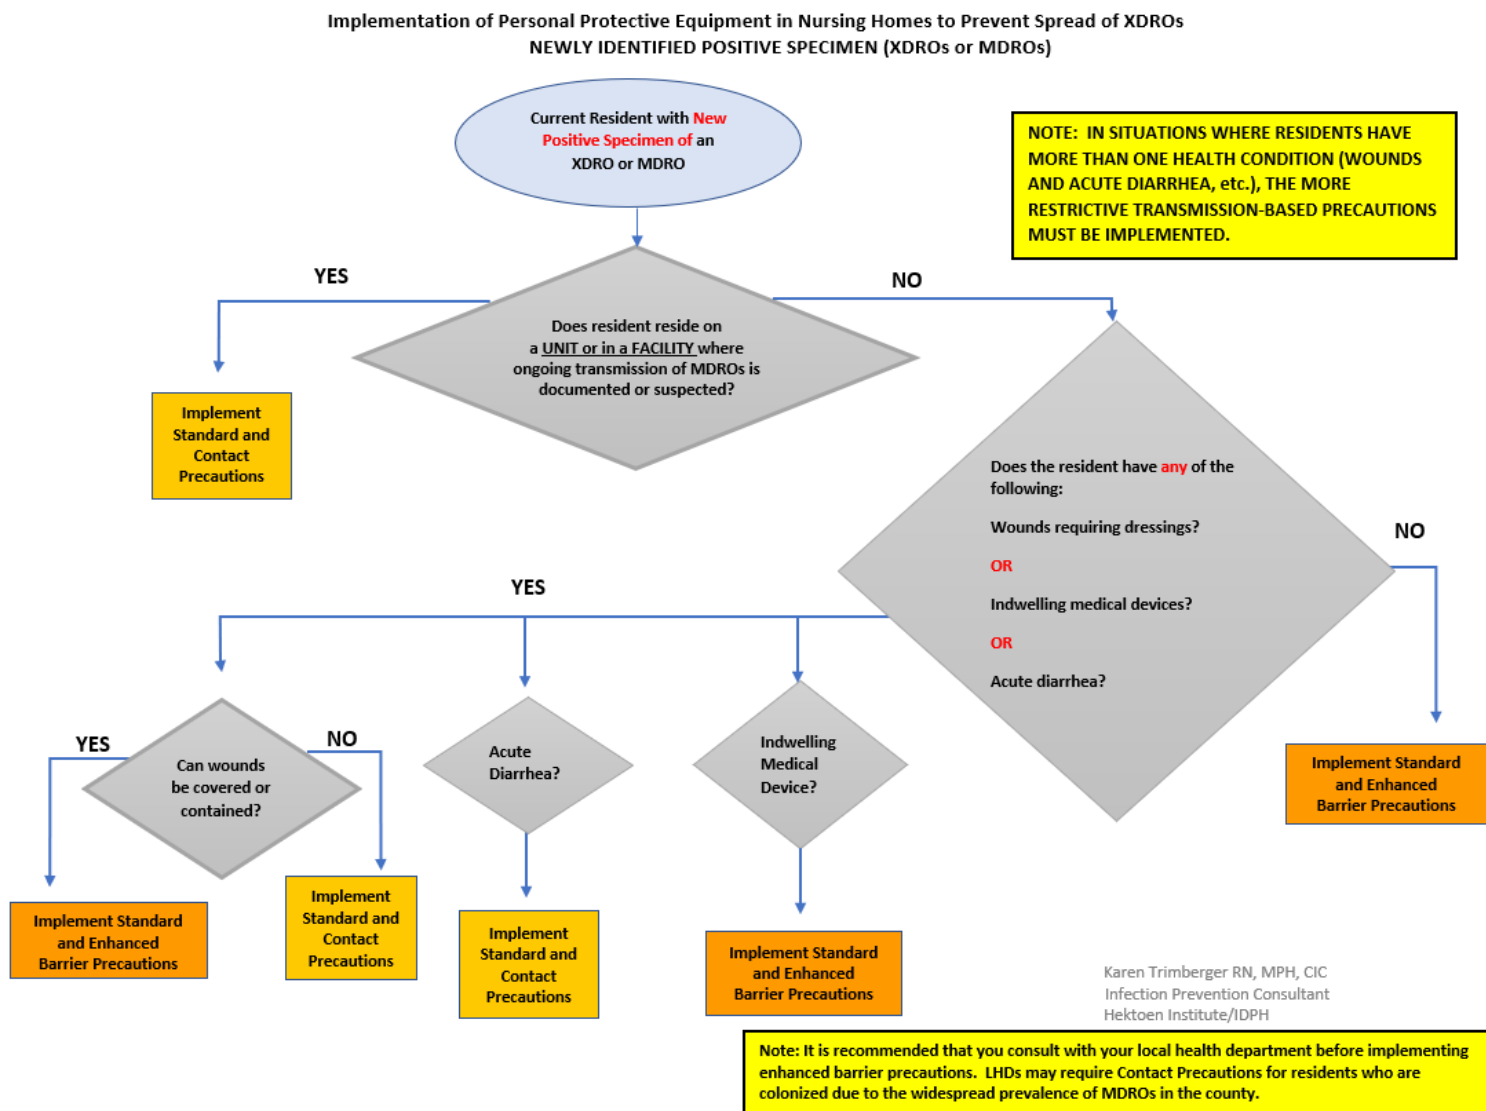 Implementation of Personal Protective Equipment in Nursing Homes to Prevent Spread of XDROs
NEWLY IDENTIFIED POSITIVE SPECIMEN (XDROs or MDROs)
Current Resident with New
Positive Specimen of an
XDRO or MDRO
NOTE: IN SITUATIONS WHERE RESIDENTS HAVE
MORE THAN ONE HEALTH CONDITION (WOUNDS
AND ACUTE DIARRHEA, etc.), THE MORE
RESTRICTIVE TRANSMISSION-BASED PRECAUTIONS
MUST BE IMPLEMENTED.
YES
NO
Does resident reside on
a UNIT or in a FACILITY where
ongoing transmission of MDROs is
documented or suspected?
Implement
Standard and
Contact
Precautions
Does the resident have any of the
following:
Wounds requiring dressings?
OR
Indwelling medical devices?
OR
Acute diarrhea?
NO
YES
Implement Standard
and Enhanced
Barrier Precautions
YES
NO
Can wounds
be covered or
contained?
Acute
Diarrhea?
Indwelling
Medical
Device?
Implement Standard
and Enhanced
Barrier Precautions
Implement
Standard and
Contact
Precautions
Implement
Standard and
Contact
Precautions
Implement Standard
and Enhanced
Barrier Precautions
Karen Trimberger RN, MPH, CIC
Infection Prevention Consultant
Hektoen Institute/IDPH
Note: It is recommended that you consult with your local health department before implementing
enhanced barrier precautions. LHDs may require Contact Precautions for residents who are
colonized due to the widespread prevalence of MDROs in the county.